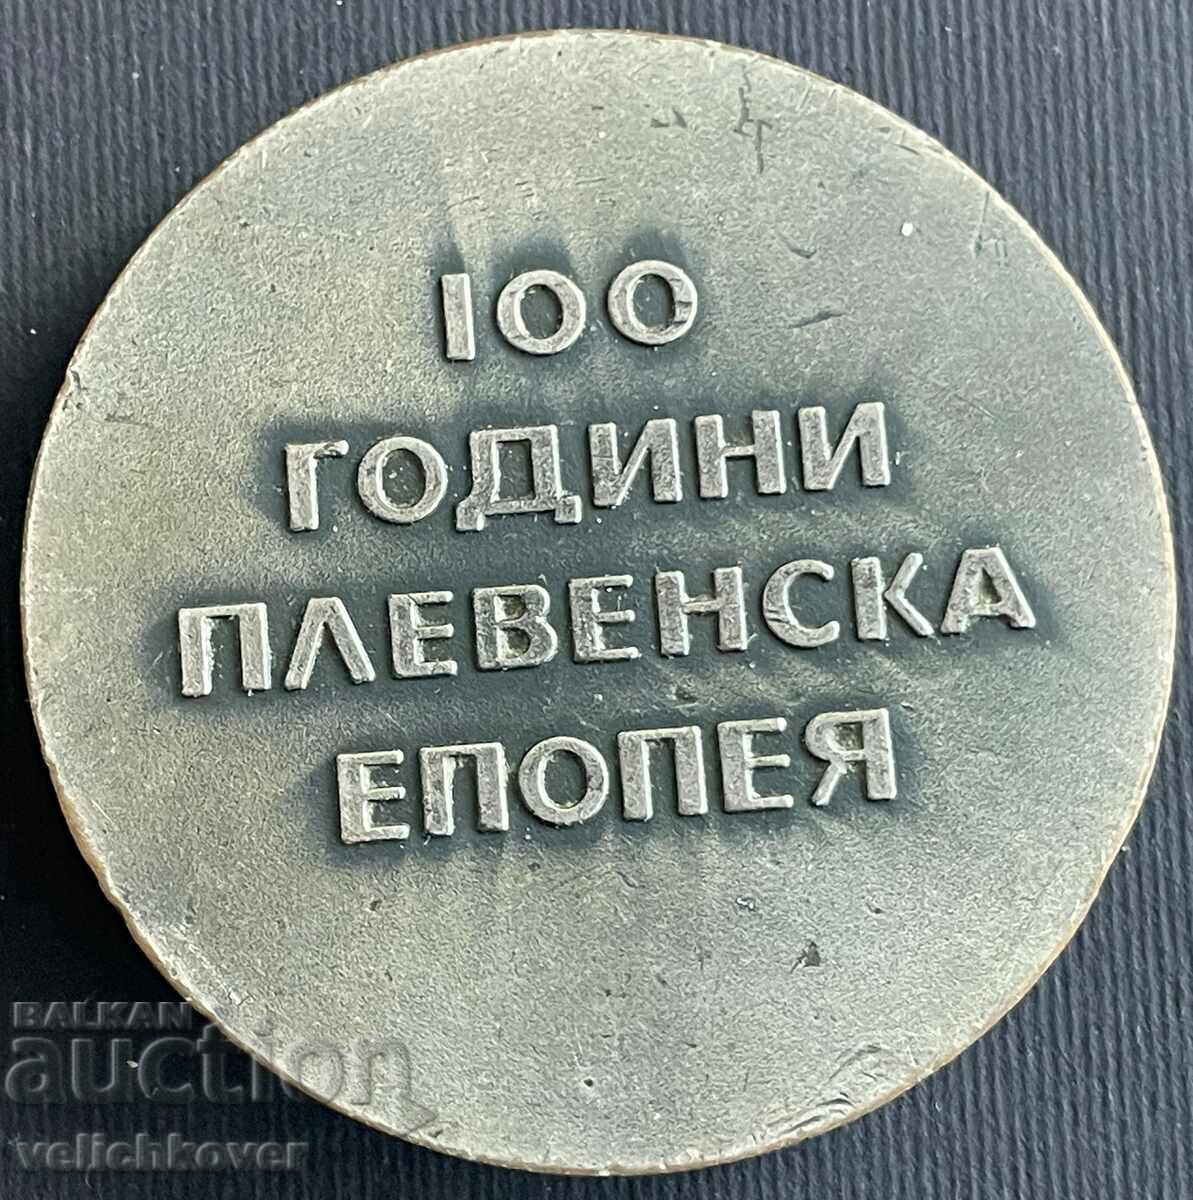 100
ГОДИНИ
ПЛЕВЕНСКА
ЕПОПЕЯ
BALKAN
auction
velichkover